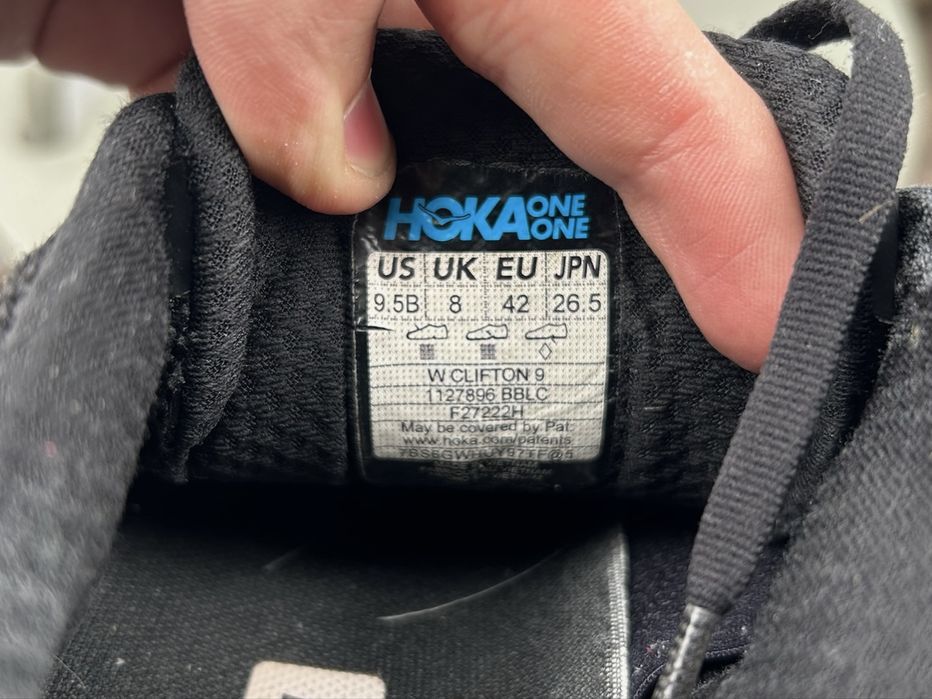 HOKA ONE ONE
US UK EU JPN
9.5B 8 42 26.5
W CLIFTON 9
1127896 BBLC
F27222H
May be covered by Pat:
www.hoka.com/patents